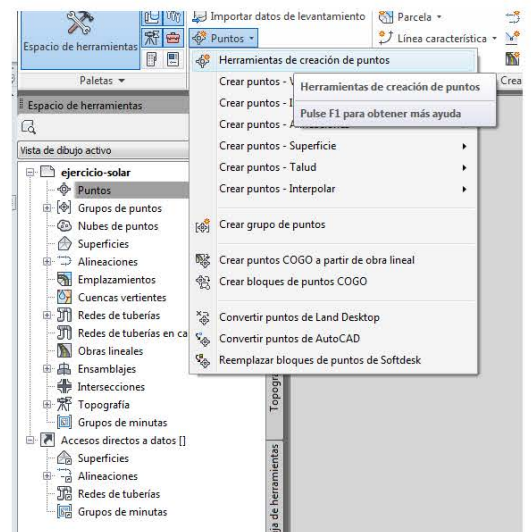 Importar datos de levantamiento
Parcela
Espacio de herramientas
Puntos
Línea característica
Herramientas de creación de puntos
Paletas
Crear puntos - V
Crea
Herramientas de creación de puntos
Espacio de herramientas
Crear puntos - I
Pulse F1 para obtener más ayuda
Crear puntos - Alineaciones
Vista de dibujo activo
Crear puntos - Superficie
ejercicio-solar
Crear puntos - Talud
Puntos
Crear puntos - Interpolar
Grupos de puntos
Nubes de puntos
Crear grupo de puntos
Superficies
Alineaciones
Crear puntos COGO a partir de obra lineal
Emplazamientos
Crear bloques de puntos COGO
Cuencas vertientes
Redes de tuberías
Convertir puntos de Land Desktop
Redes de tuberías en ca
Convertir puntos de AutoCAD
Obras lineales
Reemplazar bloques de puntos de Softdesk
Ensamblajes
Intersecciones
Topografía
Topogra
Grupos de minutas
Accesos directos a datos []
Superficies
Alineaciones
Redes de tuberías
Grupos de minutas
ja de herramientas